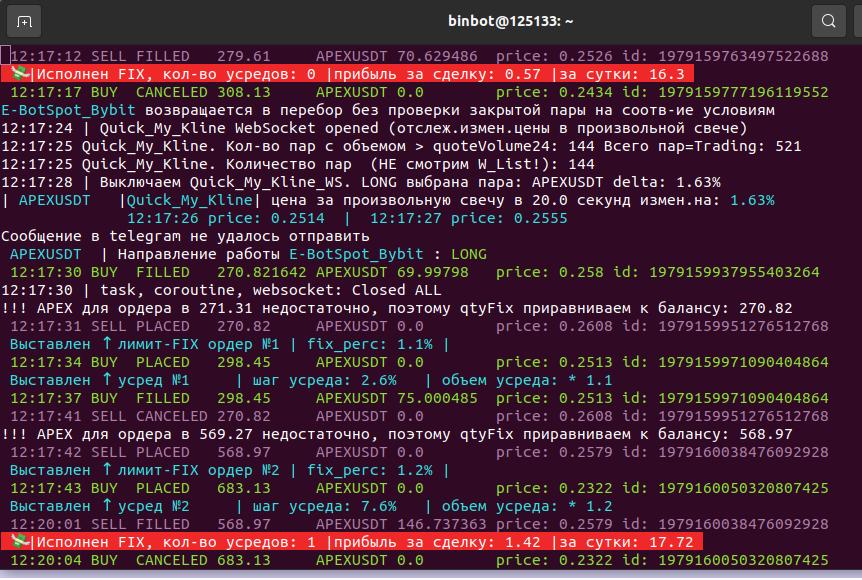 binbot@125133: ~
12:17:12 SELL FILLED 279.61 APEXUSDT 70.629486 price: 0.2526 id: 1979159763497522688
|Исполнен FIX, кол-во усредов: 0 |прибыль за сделку: 0.57 |за сутки: 16.3
12:17:17 BUY CANCELED 308.13 APEXUSDT 0.0 price: 0.2434 id: 1979159777196119552
E-BotSpot_Bybit возвращается в перебор без проверки закрытой пары на соотв-ие условиям
12:17:24 | Quick_My_Kline WebSocket opened (отслеж.измен.цены в произвольной свече)
12:17:25 Quick_My_Kline. Кол-во пар с объемом > quoteVolume24: 144 Всего пар=Trading: 521
12:17:25 Quick_My_Kline. Количество пар (НЕ смотрим W_List!): 144
12:17:28 | Выключаем Quick_My_Kline_WS. LONG выбрана пара: APEXUSDT delta: 1.63%
| APEXUSDT |Quick_My_Kline| цена за произвольную свечу в 20.0 секунд измен.на: 1.63%
12:17:26 price: 0.2514 | 12:17:27 price: 0.2555
Сообщение в telegram не удалось отправить
APEXUSDT | Направление работы E-BotSpot_Bybit : LONG
12:17:30 BUY FILLED 270.821642 APEXUSDT 69.99798 price: 0.258 id: 1979159937955403264
12:17:30 | task, coroutine, websocket: Closed ALL
!!! APEX для ордера в 271.31 недостаточно, поэтому qtyFix приравниваем к балансу: 270.82
12:17:31 SELL PLACED 270.82 APEXUSDT 0.0 price: 0.2608 id: 1979159951276512768
Выставлен ↑лимит-FIX ордер №1 | fix_perc: 1.1% |
12:17:34 BUY PLACED 298.45 APEXUSDT 0.0 price: 0.2513 id: 1979159971090404864
Выставлен ↑усред №1 | шаг усреда: 2.6% | объем усреда: * 1.1
12:17:37 BUY FILLED 298.45 APEXUSDT 75.000485 price: 0.2513 id: 1979159971090404864
12:17:41 SELL CANCELED 270.82 APEXUSDT 0.0 price: 0.2608 id: 1979159951276512768
!!! APEX для ордера в 569.27 недостаточно, поэтому qtyFix приравниваем к балансу: 568.97
12:17:42 SELL PLACED 568.97 APEXUSDT 0.0 price: 0.2579 id: 1979160038476092928
Выставлен ↑лимит-FIX ордер №2 | fix_perc: 1.2% |
12:17:43 BUY PLACED 683.13 APEXUSDT 0.0 price: 0.2322 id: 1979160050320807425
Выставлен ↑усред №2 | шаг усреда: 7.6% | объем усреда: * 1.2
12:20:01 SELL FILLED 568.97 APEXUSDT 146.737363 price: 0.2579 id: 1979160038476092928
|Исполнен FIX, кол-во усредов: 1 |прибыль за сделку: 1.42 |за сутки: 17.72
12:20:04 BUY CANCELED 683.13 APEXUSDT 0.0 price: 0.2322 id: 1979160050320807425